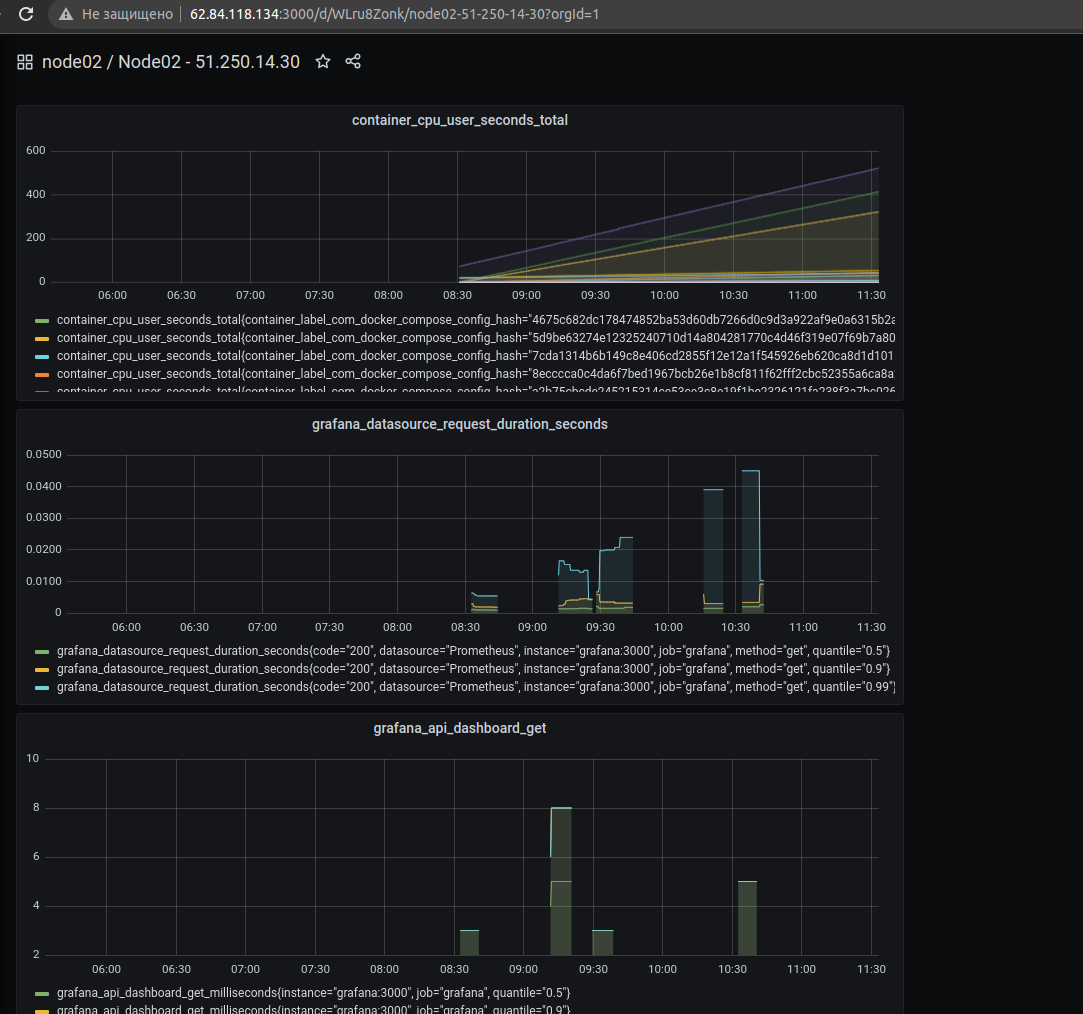 Не защищено 62.84.118.134:3000/d/WLru8Zonk/node02-51-250-14-30?orgId=1
node02 / Node02 - 51.250.14.30
container_cpu_user_seconds_total
600
400
200
0
06:00 06:30 07:00 07:30 08:00 08:30 09:00 09:30 10:00 10:30 11:00 11:30
container_cpu_user_seconds_total{container_label_com_docker_compose_config_hash="4675c682dc178474852ba53d60db7266d0c9d3a922af9e0a6315b2a
container_cpu_user_seconds_total{container_label_com_docker_compose_config_hash="5d9be63274e12325240710d14a804281770c4d46f319e07f69b7a80
container_cpu_user_seconds_total{container_label_com_docker_compose_config_hash="7cda1314b6b149c8e406cd2855f12e12a1f545926eb620ca8d1d101
container_cpu_user_seconds_total{container_label_com_docker_compose_config_hash="8eccca0c4da6f7bed1967bcb26e1b8cf811f62fff2cbc52355a6ca8a
container_cpu_user_seconds_total{container_label_com_docker_compose_config_hash=
grafana_datasource_request_duration_seconds
0.0500
0.0400
0.0300
0.0200
0.0100
0
06:00 06:30 07:00 07:30 08:00 08:30 09:00 09:30 10:00 10:30 11:00 11:30
grafana_datasource_request_duration_seconds{code="200", datasource="Prometheus", instance="grafana:3000", job="grafana", method="get", quantile="0.5"}
grafana_datasource_request_duration_seconds{code="200", datasource="Prometheus", instance="grafana:3000", job="grafana", method="get", quantile="0.9"}
grafana_datasource_request_duration_seconds{code="200", datasource="Prometheus", instance="grafana:3000", job="grafana", method="get", quantile="0.99"}
grafana_api_dashboard_get
10
8
6
4
2
06:00 06:30 07:00 07:30 08:00 08:30 09:00 09:30 10:00 10:30 11:00 11:30
grafana_api_dashboard_get_milliseconds{instance="grafana:3000", job="grafana", quantile="0.5"}
grafana_api_dashboard_get_milliseconds{instance="grafana:3000", job="grafana", quantile="0.9"}